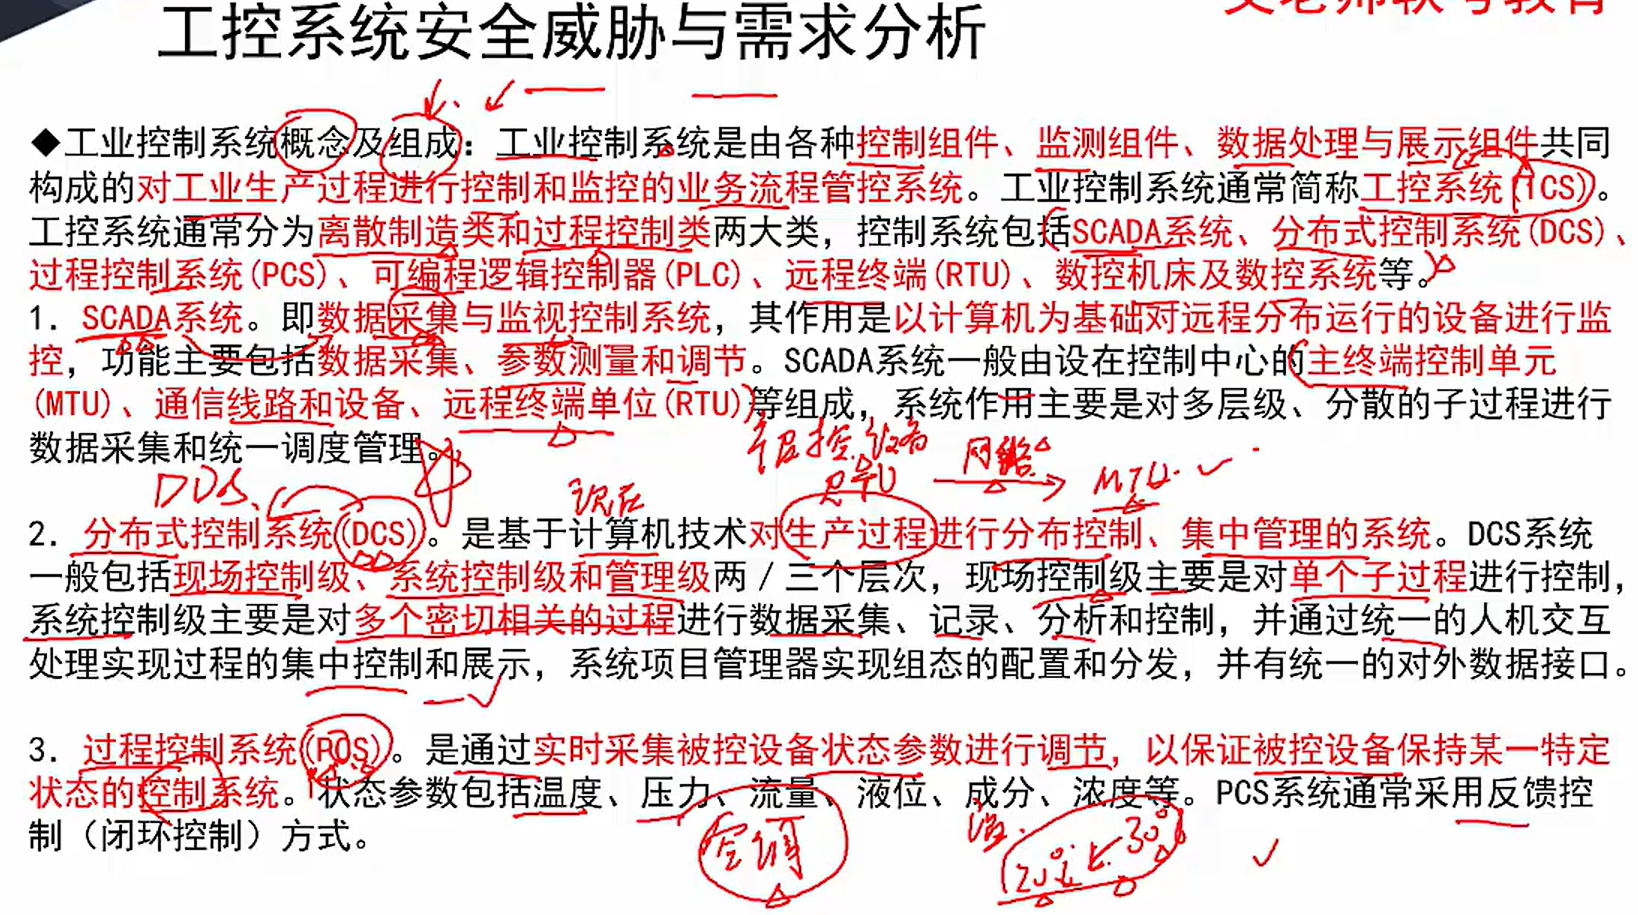 工控系统安全威胁与需求分析
◆工业控制系统概念及组成：工业控制系统是由各种控制组件、监测组件、数据处理与展示组件共同
构成的对工业生产过程进行控制和监控的业务流程管控系统。工业控制系统通常简称工控系统(ICS)。
工控系统通常分为离散制造类和过程控制类两大类，控制系统包括SCADA系统、分布式控制系统(DCS)、
过程控制系统(PCS)、可编程逻辑控制器(PLC)、远程终端(RTU)、数控机床及数控系统等。
1. SCADA系统。即数据采集与监视控制系统，其作用是以计算机为基础对远程分布运行的设备进行监
控，功能主要包括数据采集、参数测量和调节。SCADA系统一般由设在控制中心的主终端控制单元
(MTU)、通信线路和设备、远程终端单位(RTU)等组成，系统作用主要是对多层级、分散的子过程进行
数据采集和统一调度管理。
被控设备
网络
MTU
2. 分布式控制系统(DCS)。是基于计算机技术对生产过程进行分布控制、集中管理的系统。DCS系统
一般包括现场控制级、系统控制级和管理级两/三个层次，现场控制级主要是对单个子过程进行控制，
系统控制级主要是对多个密切相关的过程进行数据采集、记录、分析和控制，并通过统一的人机交互
处理实现过程的集中控制和展示，系统项目管理器实现组态的配置和分发，并有统一的对外数据接口。
3. 过程控制系统(PCS)。是通过实时采集被控设备状态参数进行调节，以保证被控设备保持某一特定
状态的控制系统。状态参数包括温度、压力、流量、液位、成分、浓度等。PCS系统通常采用反馈控
制（闭环控制）方式。
空调